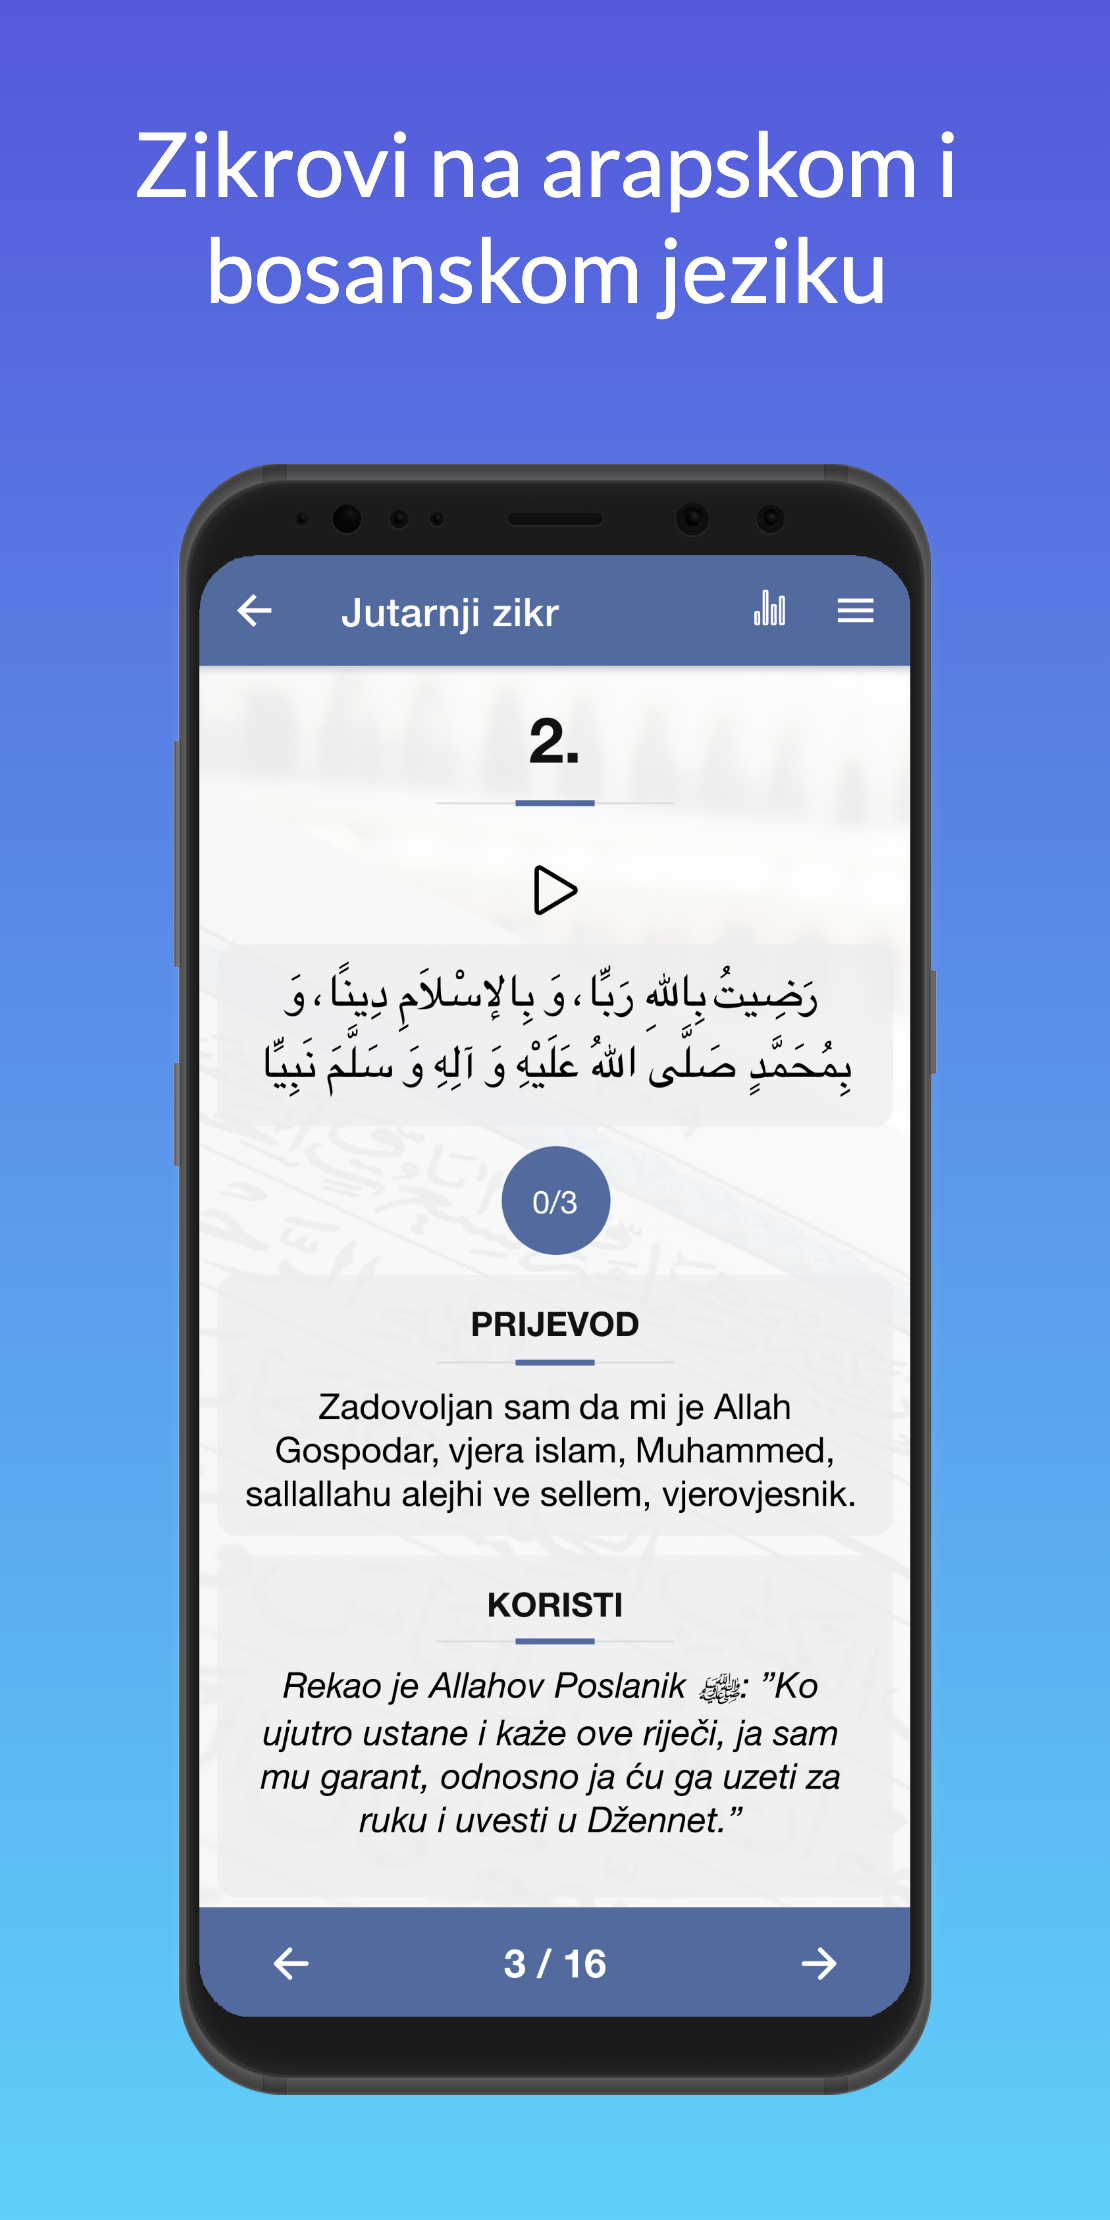 Zikrovi na arapskom i
bosanskom jeziku
Jutarnji zikr
2.
رَضِيتُ بِاللهِ رَبًّا، وَ بِالإِسْلاَمِ دِينًا، وَ
بِمُحَمَّدٍ صَلَّى اللهُ عَلَيْهِ وَ آلِهِ وَ سَلَّمَ نَبِيًّا
0/3
PRIJEVOD
Zadovoljan sam da mi je Allah
Gospodar, vjera islam, Muhammed,
sallallahu alejhi ve sellem, vjerovjesnik.
KORISTI
Rekao je Allahov Poslanik ﷺ: ”Ko
ujutro ustane i każe ove riječi, ja sam
mu garant, odnosno ja ću ga uzeti za
ruku i uvesti u Džennet.”
3 / 16